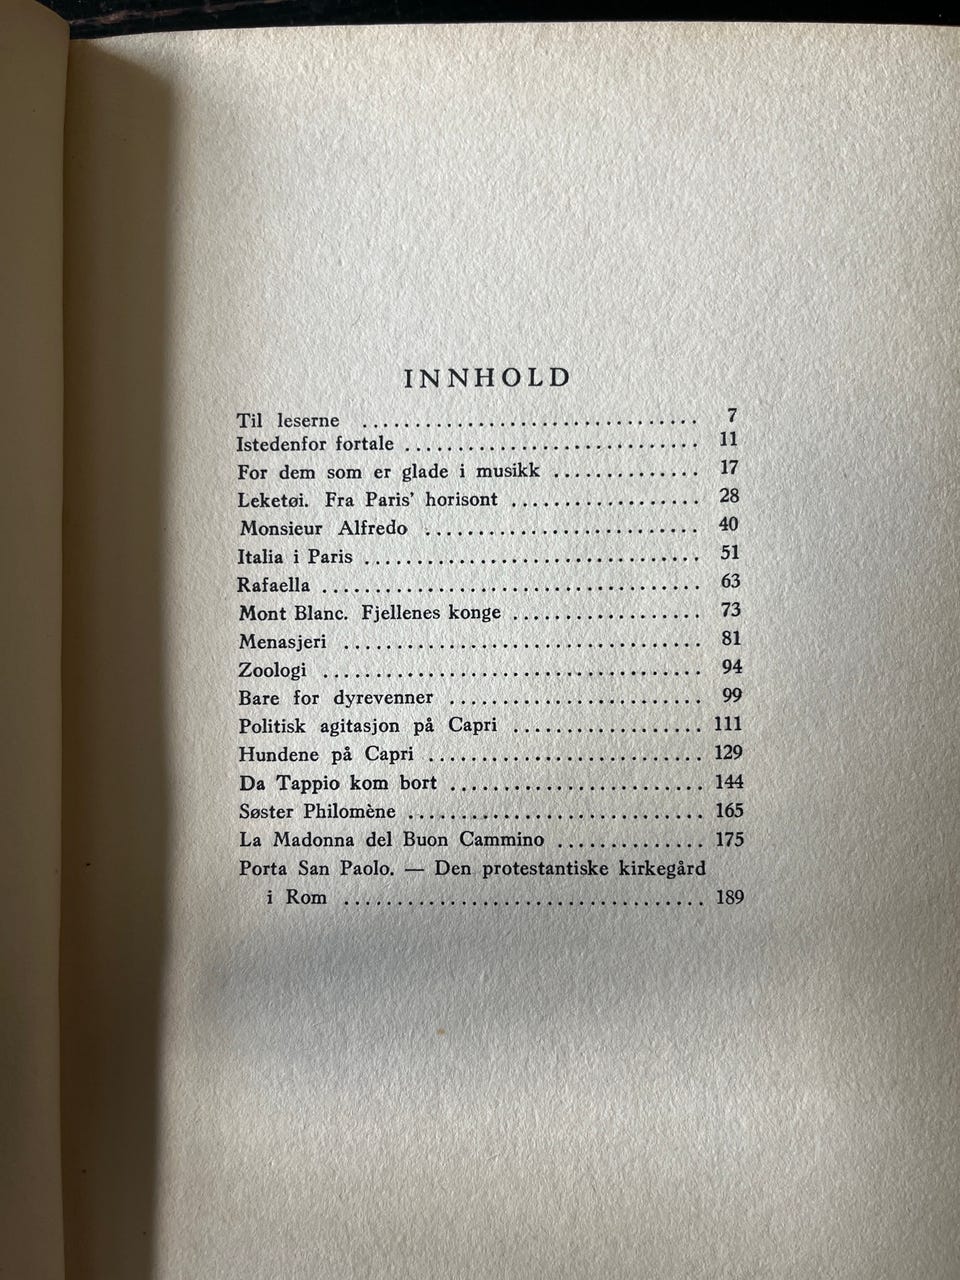 INNHOLD
Til leserne ................................ 7
Istedenfor fortale ............................ 11
For dem som er glade i musikk .............. 17
Leketøi. Fra Paris' horisont .................. 28
Monsieur Alfredo .......................... 40
Italia i Paris ................................ 51
Rafaella .................................... 63
Mont Blanc. Fjellenes konge .................. 73
Menasjeri .................................. 81
Zoologi .................................... 94
Bare for dyrevenner ........................ 99
Politisk agitasjon på Capri .................. 111
Hundene på Capri .......................... 129
Da Tappio kom bort ........................ 144
Søster Philomène ............................ 165
La Madonna del Buon Cammino .............. 175
Porta San Paolo. — Den protestantiske kirkegård
i Rom .................................. 189